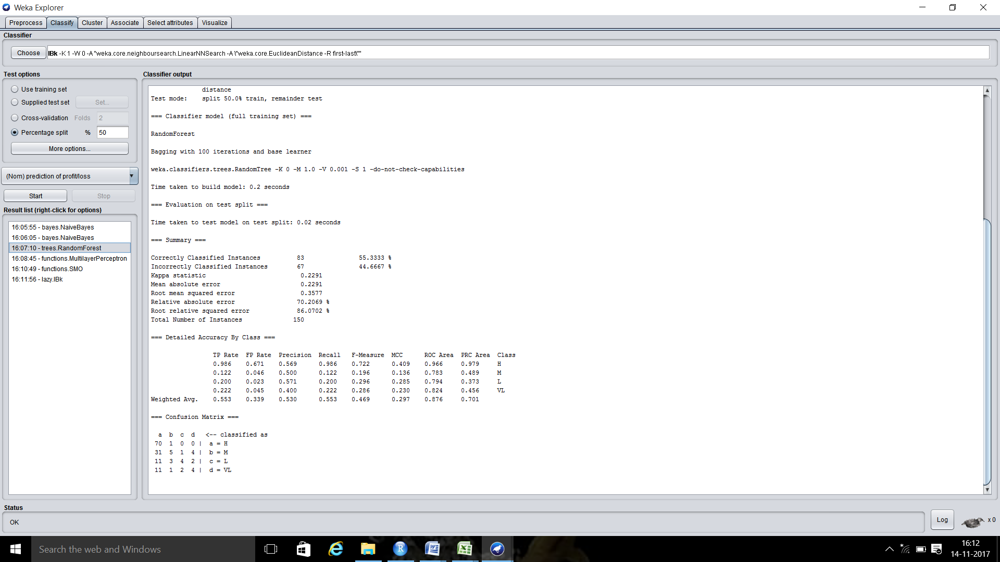 Weka Explorer
Preprocess Classify Cluster Associate Select attributes Visualize
Classifier
Choose IBk -K 1 -W 0 -A "weka.core.neighboursearch.LinearNNSearch -A \"weka.core.EuclideanDistance -R first-last\""
Test options
Use training set
Supplied test set Set...
Cross-validation Folds 2
Percentage split % 50
More options...
(Nom) prediction of profit/loss
Start Stop
Result list (right-click for options)
16:05:55 - bayes.NaiveBayes
16:06:05 - bayes.NaiveBayes
16:07:10 - trees.RandomForest
16:08:45 - functions.MultilayerPerceptron
16:10:49 - functions.SMO
16:11:56 - lazy.IBk
Classifier output
distance
Test mode: split 50.0% train, remainder test
=== Classifier model (full training set) ===
RandomForest
Bagging with 100 iterations and base learner
weka.classifiers.trees.RandomTree -K 0 -M 1.0 -V 0.001 -S 1 -do-not-check-capabilities
Time taken to build model: 0.2 seconds
=== Evaluation on test split ===
Time taken to test model on test split: 0.02 seconds
=== Summary ===
Correctly Classified Instances 83 55.3333 %
Incorrectly Classified Instances 67 44.6667 %
Kappa statistic 0.2291
Mean absolute error 0.2291
Root mean squared error 0.3577
Relative absolute error 70.2069 %
Root relative squared error 86.0702 %
Total Number of Instances 150
=== Detailed Accuracy By Class ===
TP Rate FP Rate Precision Recall F-Measure MCC ROC Area PRC Area Class
0.986 0.671 0.569 0.986 0.722 0.409 0.966 0.979 H
0.122 0.046 0.500 0.122 0.196 0.136 0.783 0.489 M
0.200 0.023 0.571 0.200 0.296 0.285 0.794 0.373 L
0.222 0.045 0.400 0.222 0.286 0.230 0.824 0.456 VL
Weighted Avg. 0.553 0.339 0.530 0.553 0.469 0.297 0.876 0.701
=== Confusion Matrix ===
a b c d <-- classified as
70 1 0 0 | a = H
31 5 1 4 | b = M
11 3 4 2 | c = L
11 1 2 4 | d = VL
Status
OK
Log x 0
Search the web and Windows
16:12
14-11-2017